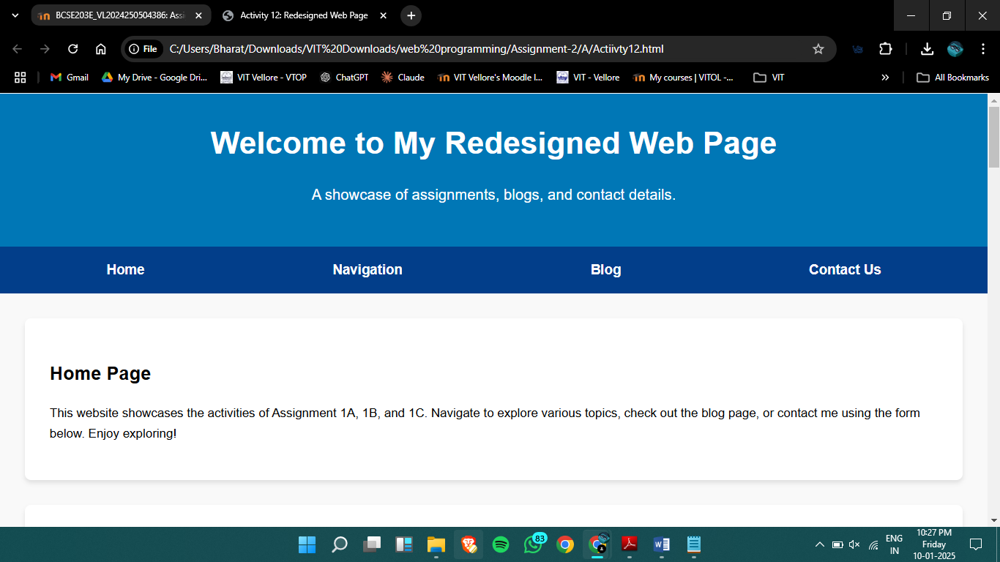 BCSE203E_VL2024250504386: Assi
Activity 12: Redesigned Web Page
File
C:/Users/Bharat/Downloads/VIT%20Downloads/web%20programming/Assignment-2/A/Actiivty12.html
Gmail
My Drive - Google Dri...
VIT Vellore - VTOP
ChatGPT
Claude
VIT Vellore's Moodle I...
VIT - Vellore
My courses | VITOL -...
VIT
All Bookmarks
Welcome to My Redesigned Web Page
A showcase of assignments, blogs, and contact details.
Home
Navigation
Blog
Contact Us
Home Page
This website showcases the activities of Assignment 1A, 1B, and 1C. Navigate to explore various topics, check out the blog page, or contact me using the form
below. Enjoy exploring!
83
ENG
IN
10:27 PM
Friday
10-01-2025